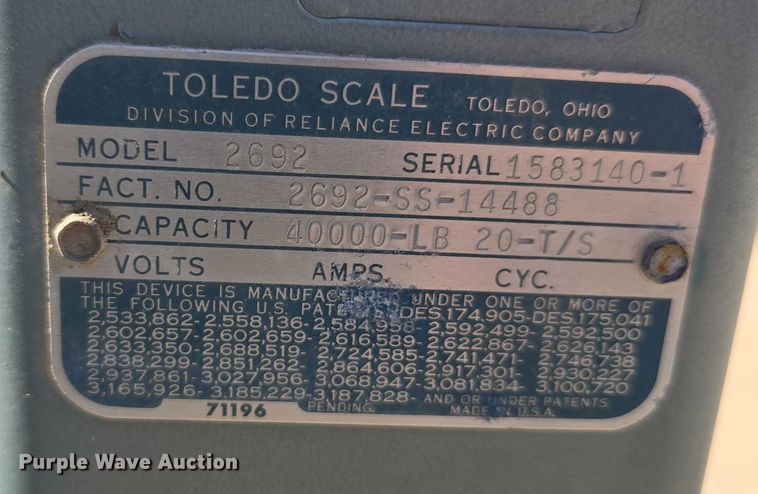 TOLEDO SCALE TOLEDO, OHIO
DIVISION OF RELIANCE ELECTRIC COMPANY
MODEL 2692 SERIAL 1583140-1
FACT. NO. 2692-SS-14488
CAPACITY 40000-LB 20-T/S
VOLTS AMPS. CYC.
THIS DEVICE IS MANUFACTURED UNDER ONE OR MORE OF
THE FOLLOWING U.S. PATENTS DES.174,905-DES.175,041
2,533,862-2,558,136-2,584,958-2,592,499-2,592,500
2,602,657-2,602,659-2,616,589-2,622,867-2,626,143
2,683,350-2,688,519-2,724,585-2,741,471-2,746,738
2,838,299-2,851,262-2,864,606-2,917,301-2,930,227
2,937,861-3,027,956-3,068,947-3,081,834-3,100,720
3,165,926-3,185,229-3,187,828-AND OR UNDER PATENTS
71196 PENDING. MADE IN U.S.A.
Purple Wave Auction